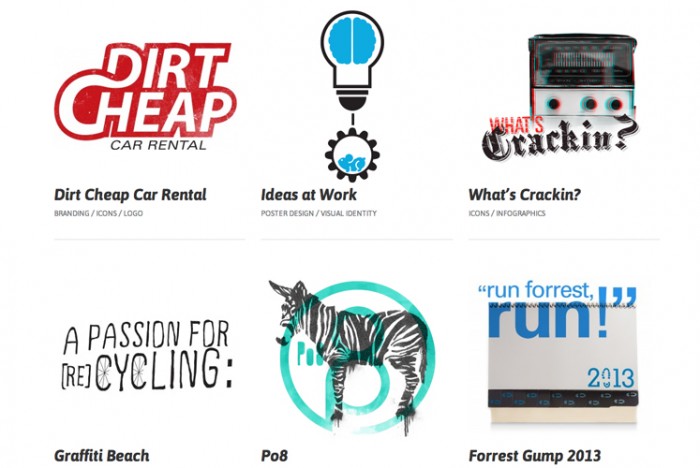 DIRT
CHEAP
CAR RENTAL
Dirt Cheap Car Rental
BRANDING / ICONS / LOGO
Ideas at Work
POSTER DESIGN / VISUAL IDENTITY
WHAT'S
Crackin?
What's Crackin?
ICONS / INFOGRAPHICS
A PASSION FOR
[RE]CYCLING:
Graffiti Beach
Po8
Po8
"run forrest,
run!"
2013
Forrest Gump 2013